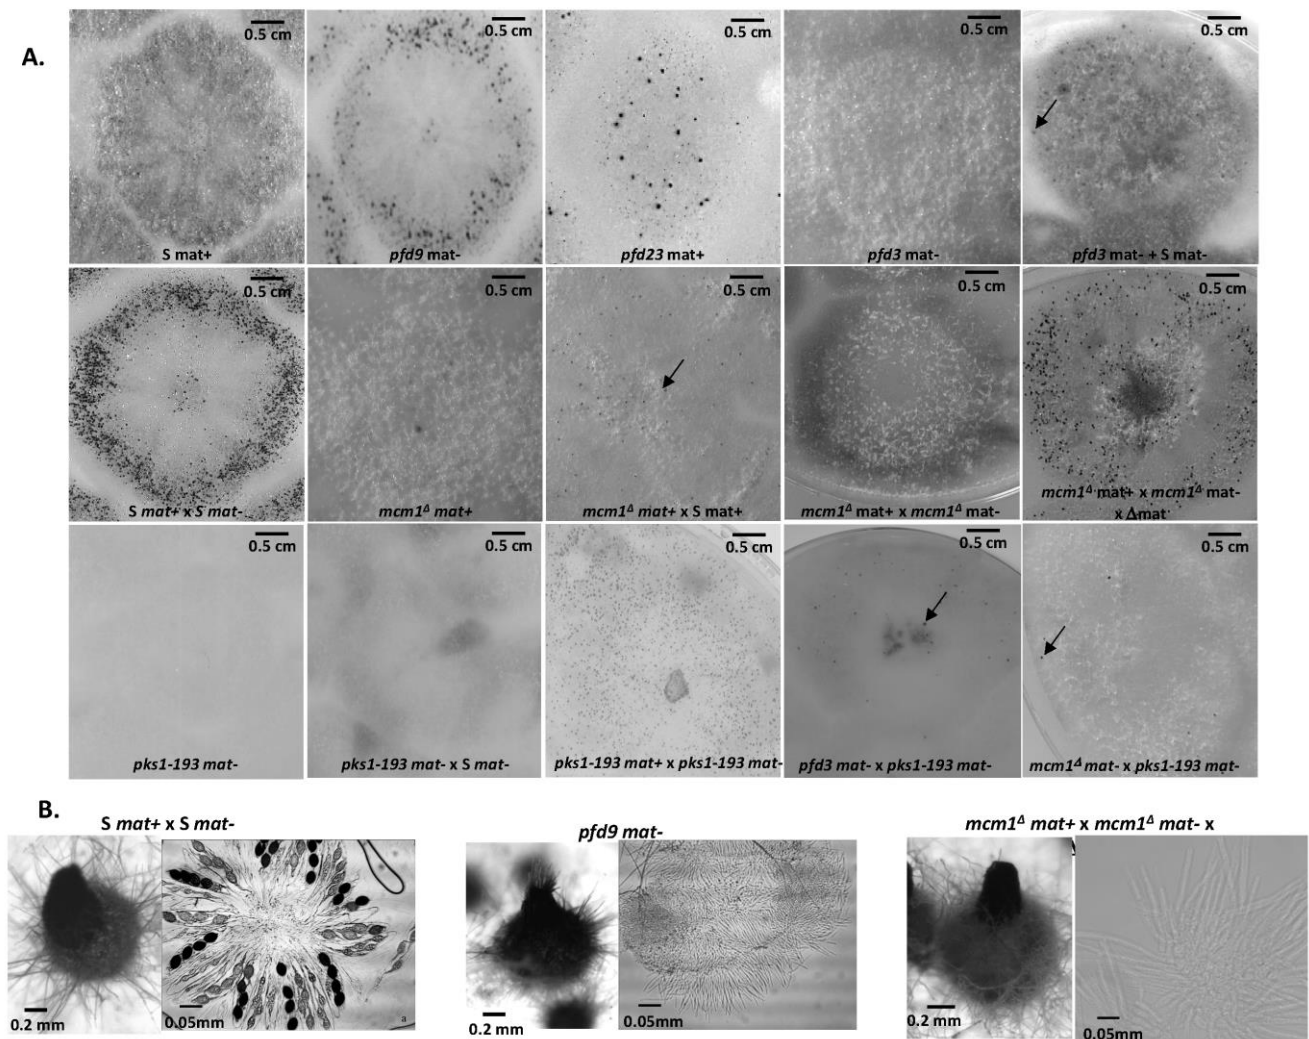 A.
0.5 cm 0.5 cm 0.5 cm 0.5 cm 0.5 cm
S mat+ pfd9 mat- pfd23 mat+ pfd3 mat- pfd3 mat- + S mat-
0.5 cm 0.5 cm 0.5 cm 0.5 cm 0.5 cm
S mat+ x S mat- mcm1Δ mat+ mcm1Δ mat+ x S mat+ mcm1Δ mat+ x mcm1Δ mat- mcm1Δ mat+ x mcm1Δ mat-
x Δmat
0.5 cm 0.5 cm 0.5 cm 0.5 cm 0.5 cm
pks1-193 mat- pks1-193 mat- x S mat- pks1-193 mat+ x pks1-193 mat- pfd3 mat- x pks1-193 mat- mcm1Δ mat- x pks1-193 mat-
B.
S mat+ x S mat- pfd9 mat- mcm1Δ mat+ x mcm1Δ mat- x
0.2 mm 0.05mm a 0.2 mm 0.05mm 0.2 mm 0.05mm